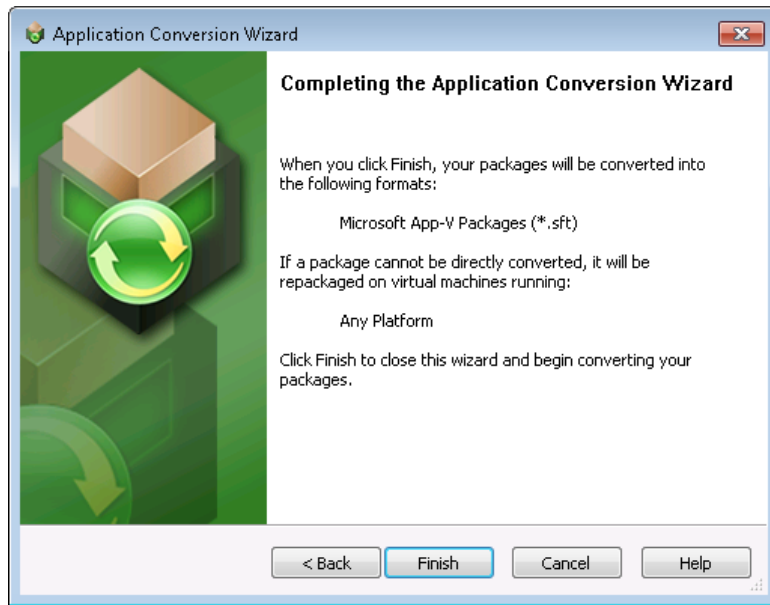 Application Conversion Wizard
Completing the Application Conversion Wizard
When you click Finish, your packages will be converted into
the following formats:
Microsoft App-V Packages (*.sft)
If a package cannot be directly converted, it will be
repackaged on virtual machines running:
Any Platform
Click Finish to close this wizard and begin converting your
packages.
< Back Finish Cancel Help